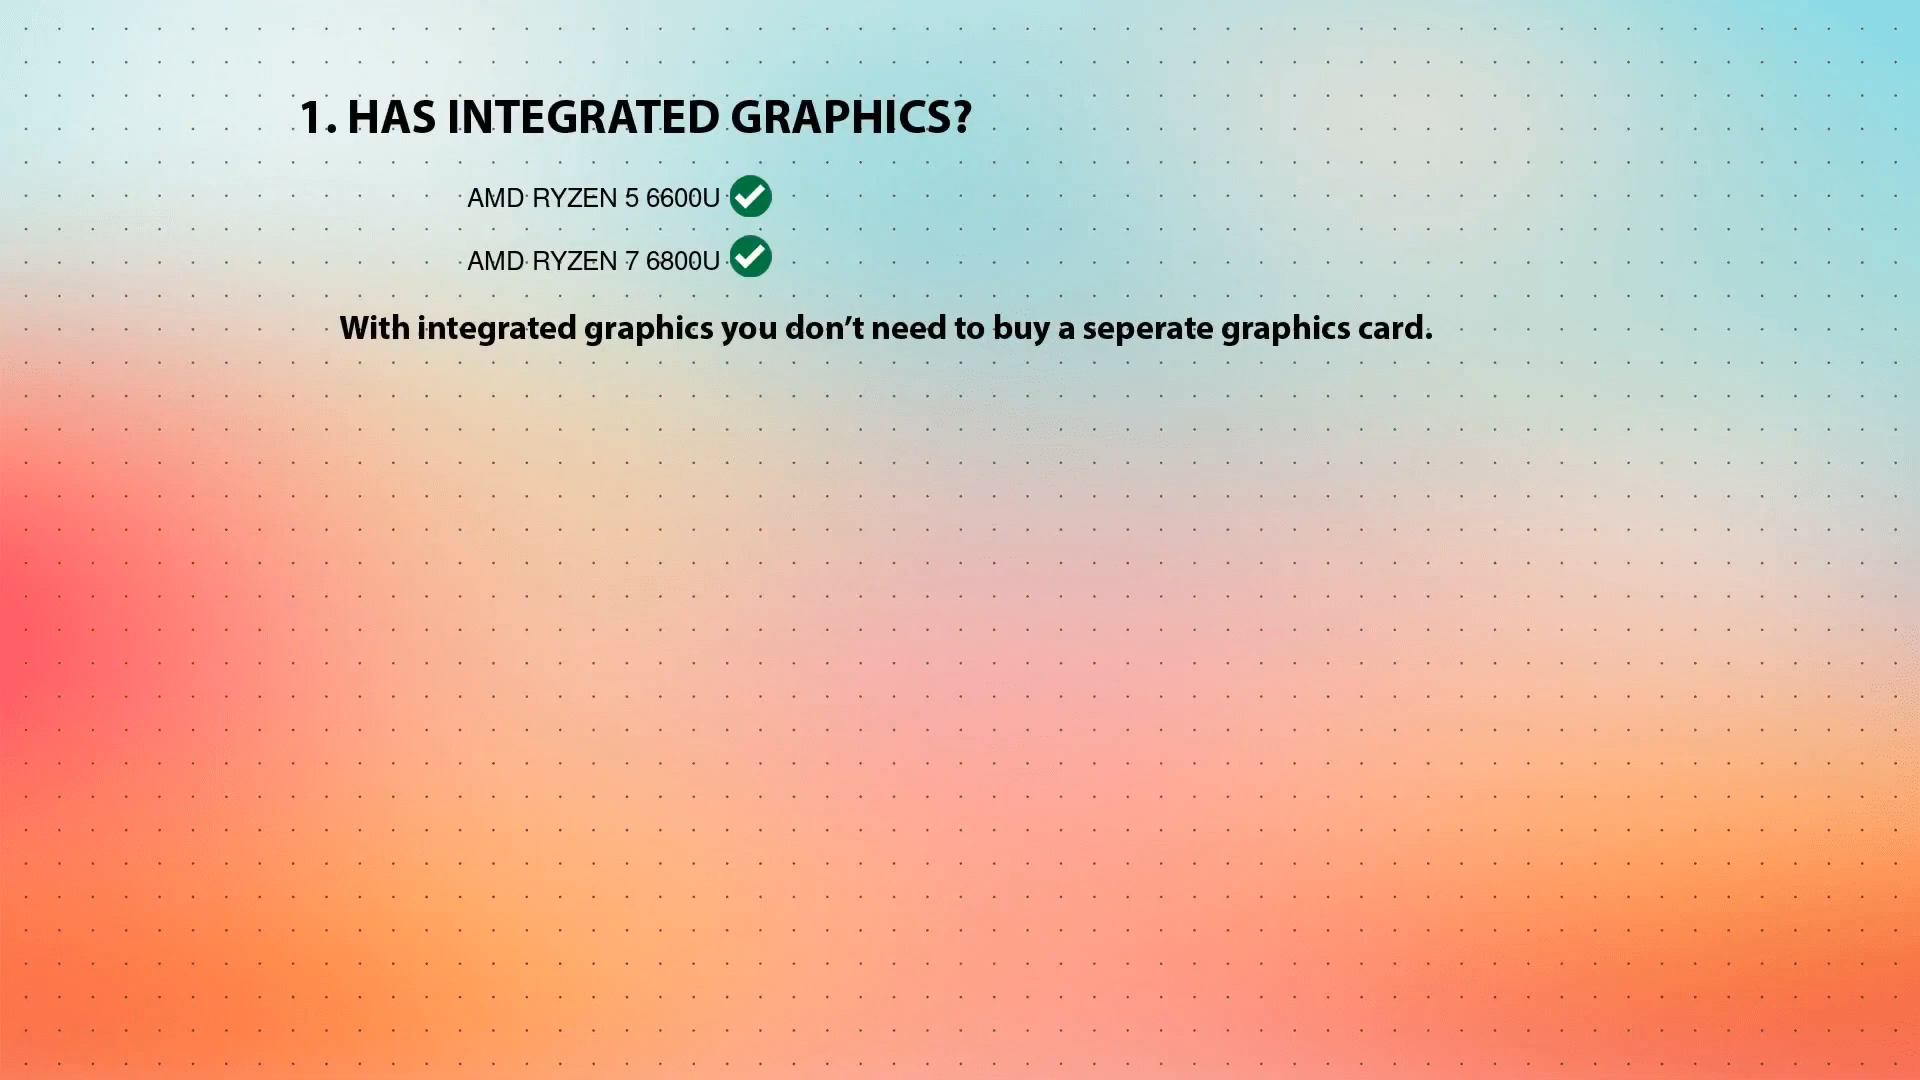 1. HAS INTEGRATED GRAPHICS?
AMD RYZEN 5 6600U
AMD RYZEN 7 6800U
With integrated graphics you don’t need to buy a seperate graphics card.